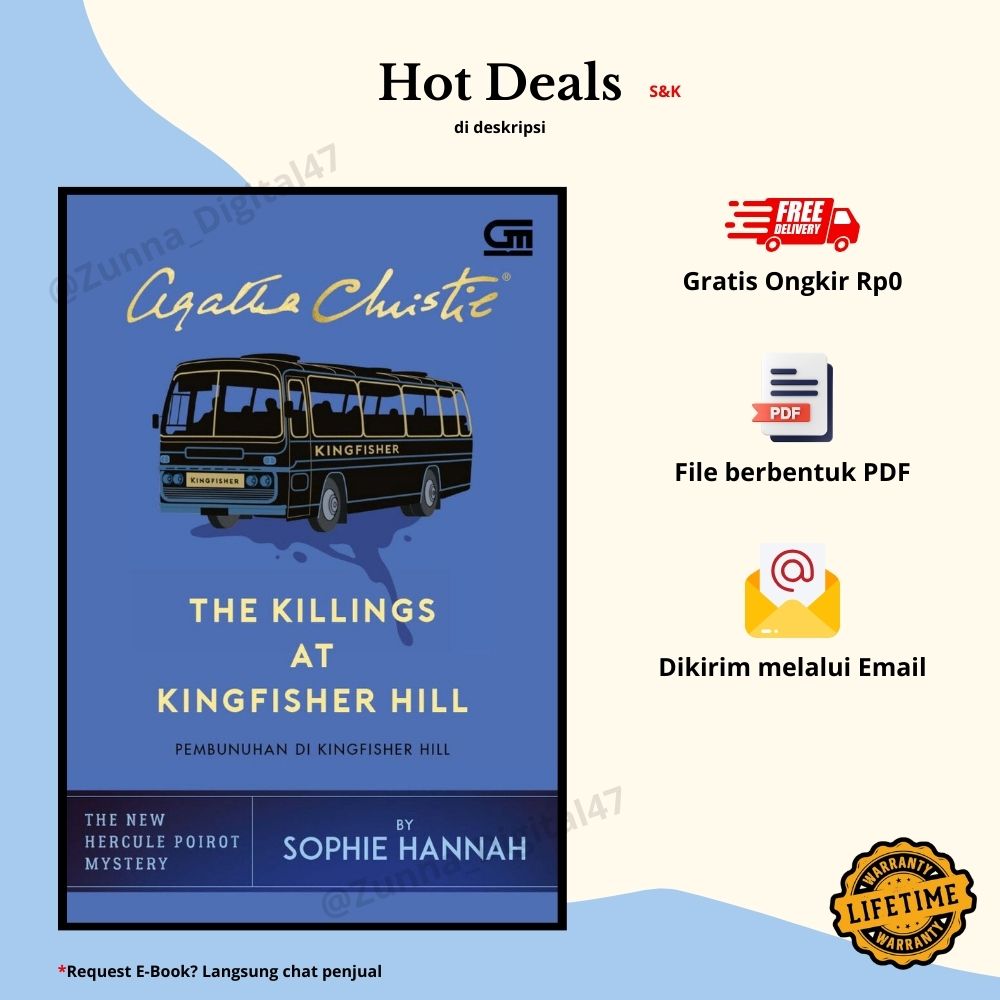 Hot Deals
S&K
di deskripsi
@Zunna_Digital47
GM
Agatha Christie®
KINGFISHER
KINGFISHER
THE KILLINGS
AT
KINGFISHER HILL
PEMBUNUHAN DI KINGFISHER HILL
THE NEW
HERCULE POIROT
MYSTERY
BY
SOPHIE HANNAH
@Zunna_Digital47
FREE
DELIVERY
Gratis Ongkir Rp0
PDF
File berbentuk PDF
@
Dikirim melalui Email
WARRANTY
LIFETIME
WARRANTY
*Request E-Book? Langsung chat penjual